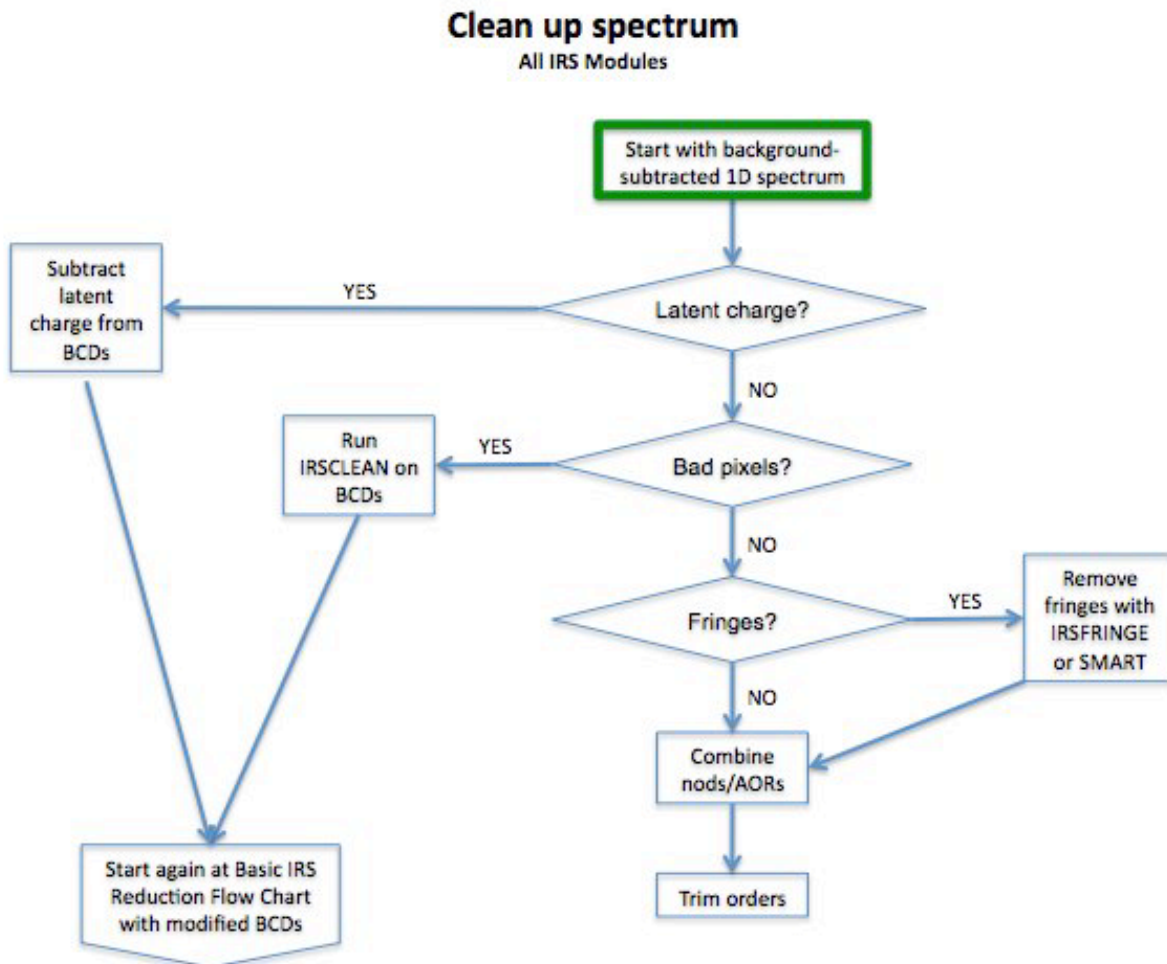 Clean up spectrum
All IRS Modules
Start with background-
subtracted 1D spectrum
Subtract
latent
charge from
BCDs
YES
Latent charge?
NO
Run
IRSCLEAN on
BCDs
YES
Bad pixels?
NO
Remove
fringes with
IRSFRINGE
or SMART
YES
Fringes?
NO
Combine
nods/AORs
Start again at Basic IRS
Reduction Flow Chart
with modified BCDs
Trim orders